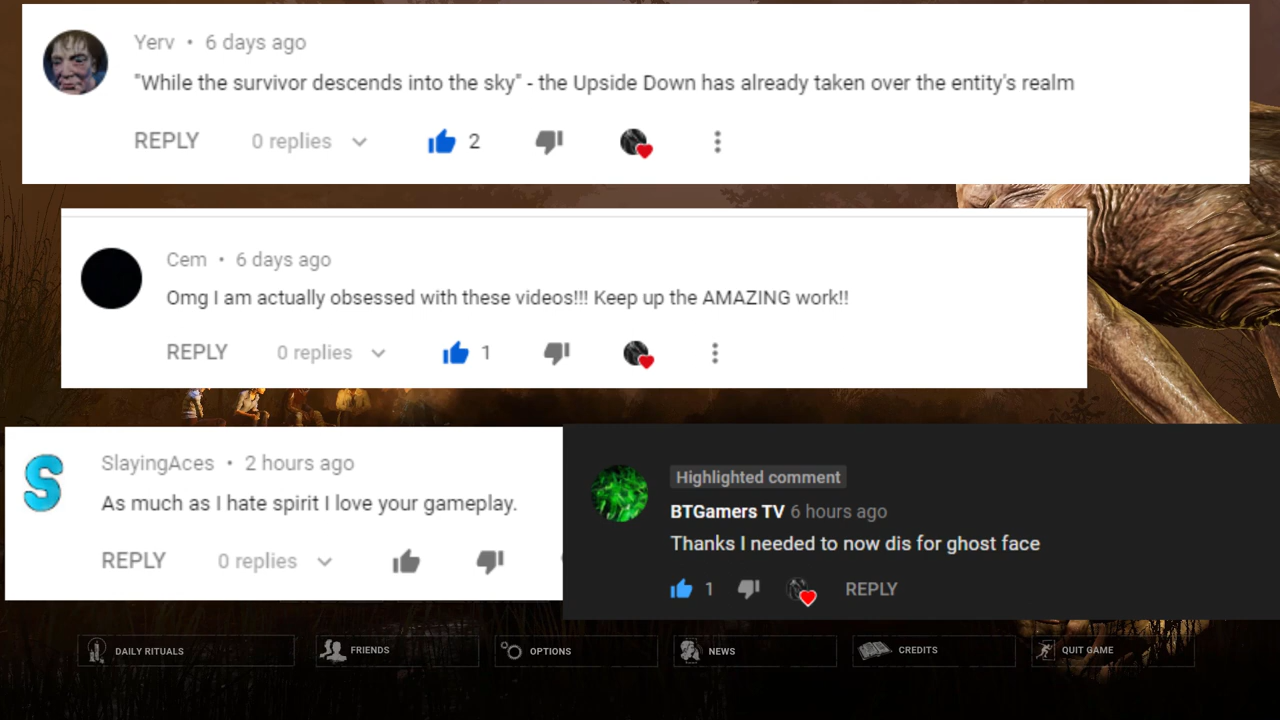 Yerv • 6 days ago
"While the survivor descends into the sky" - the Upside Down has already taken over the entity's realm
REPLY 0 replies 2
Cem • 6 days ago
Omg I am actually obsessed with these videos!!! Keep up the AMAZING work!!
REPLY 0 replies 1
SlayingAces • 2 hours ago
As much as I hate spirit I love your gameplay.
REPLY 0 replies
Highlighted comment
BTGamers TV 6 hours ago
Thanks I needed to now dis for ghost face
1 REPLY
DAILY RITUALS FRIENDS OPTIONS NEWS CREDITS QUIT GAME